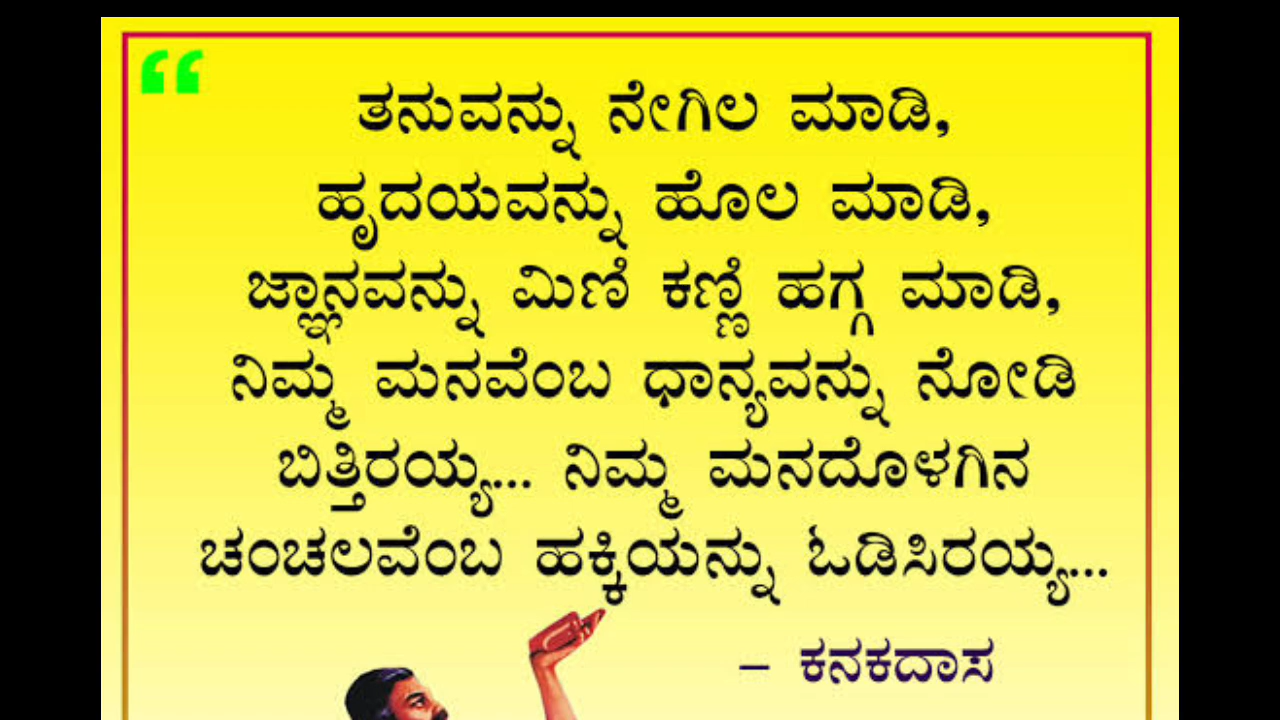 “
ತನುವನ್ನು ನೇಗಿಲ ಮಾಡಿ,
ಹೃದಯವನ್ನು ಹೊಲ ಮಾಡಿ,
ಜ್ಞಾನವನ್ನು ಮಿಣಿ ಕಣ್ಣಿ ಹಗ್ಗ ಮಾಡಿ,
ನಿಮ್ಮ ಮನವೆಂಬ ಧಾನ್ಯವನ್ನು ನೋಡಿ
ಬಿತ್ತಿರಯ್ಯ... ನಿಮ್ಮ ಮನದೊಳಗಿನ
ಚಂಚಲವೆಂಬ ಹಕ್ಕಿಯನ್ನು ಓಡಿಸಿರಯ್ಯ...
– ಕನಕದಾಸ